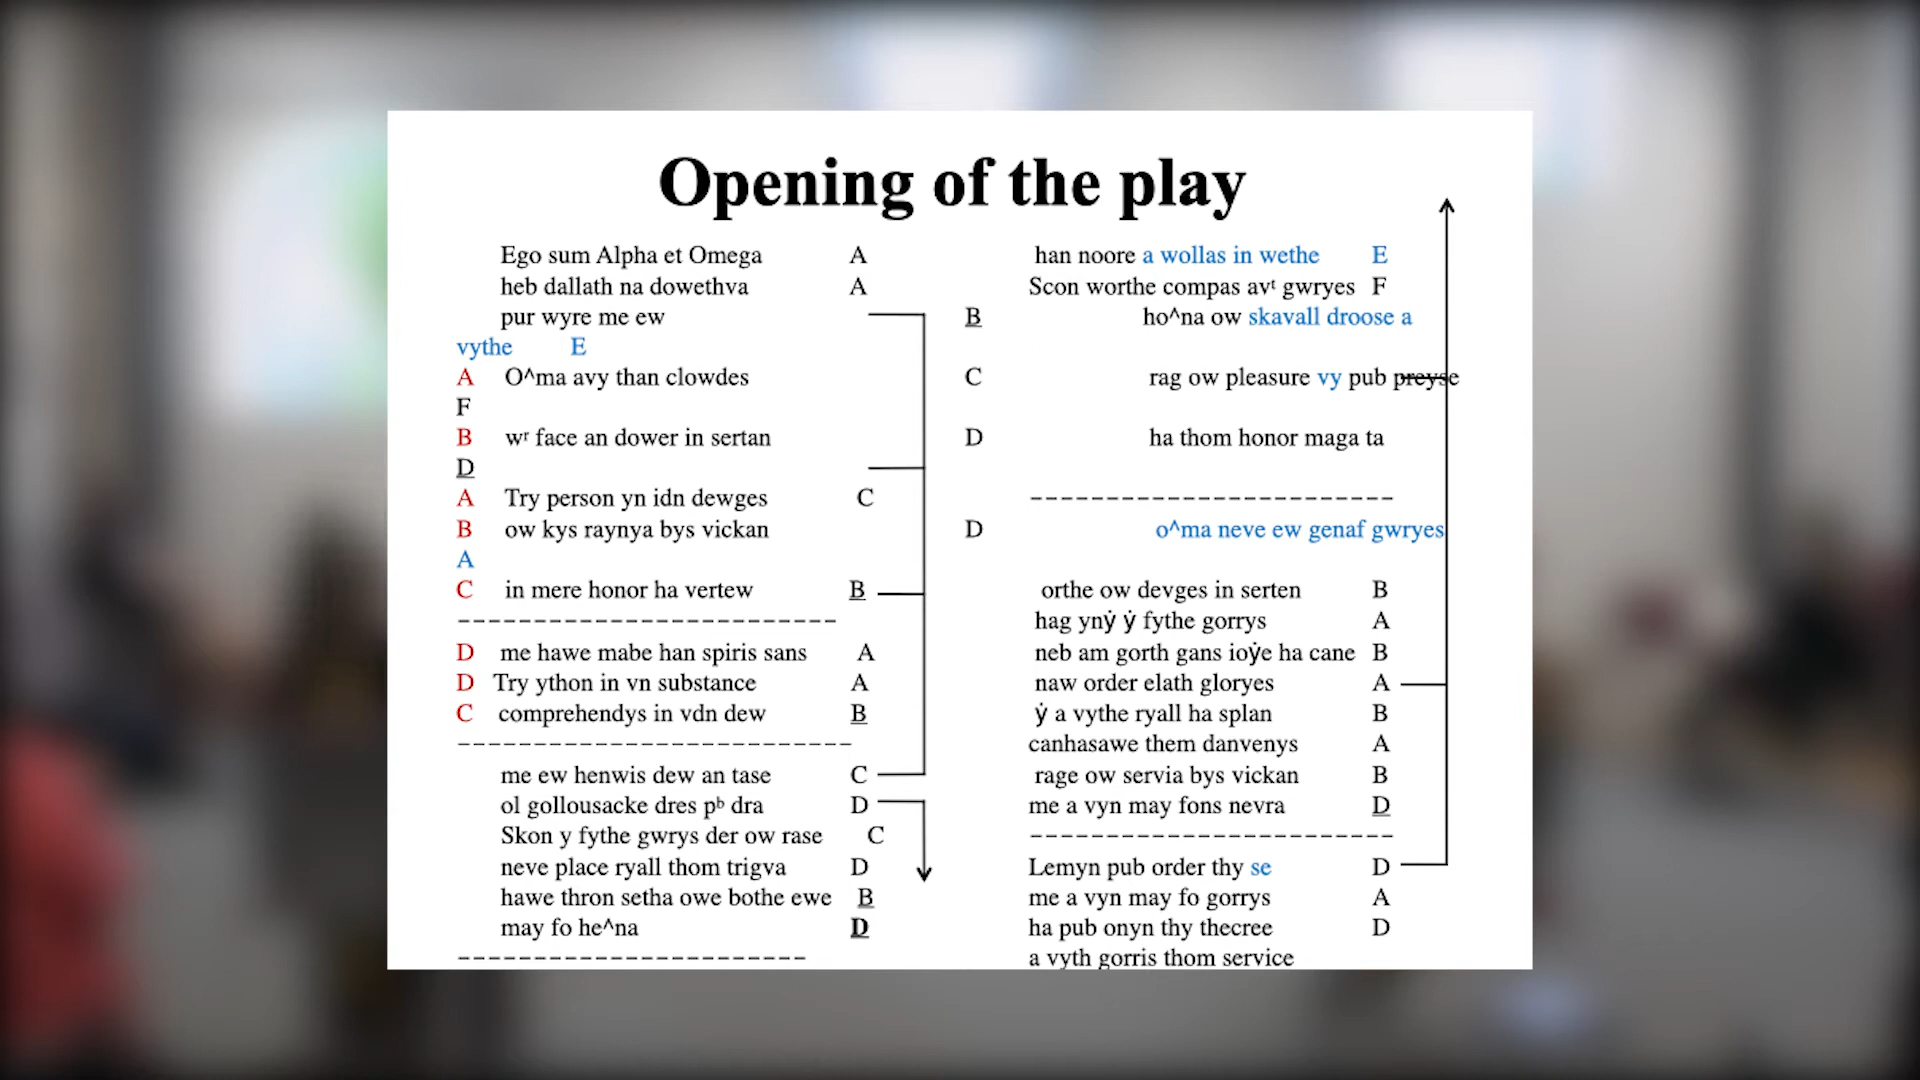 Opening of the play
Ego sum Alpha et Omega A han noore a wollas in wethe E
heb dallath na dowethva A Scon worthe compas avᵗ gwryes F
pur wyre me ew B ho^na ow skavall droose a
vythe E
A O^ma avy than clowdes C rag ow pleasure vy pub preyse
F
B wʳ face an dower in sertan D ha thom honor maga ta
D
A Try person yn idn dewges C ------------------------
B ow kys raynya bys vickan D o^ma neve ew genaf gwryes
A
C in mere honor ha vertew B orthe ow devges in serten B
------------------------- hag ynẏ ẏ fythe gorrys A
D me hawe mabe han spiris sans A neb am gorth gans ioẏe ha cane B
D Try ython in vn substance A naw order elath gloryes A
C comprehendys in vdn dew B ẏ a vythe ryall ha splan B
-------------------------- canhasawe them danvenys A
me ew henwis dew an tase C rage ow servia bys vickan B
ol gollousacke dres pᵇ dra D me a vyn may fons nevra D
Skon y fythe gwrys der ow rase C ------------------------
neve place ryall thom trigva D Lemyn pub order thy se D
hawe thron setha owe bothe ewe B me a vyn may fo gorrys A
may fo he^na D ha pub onyn thy thecree D
----------------------- a vyth gorris thom service